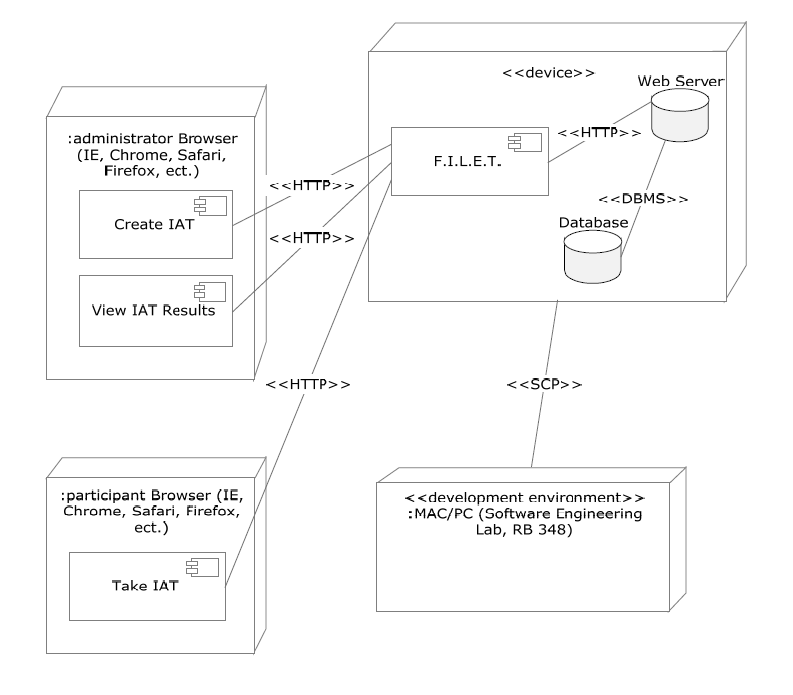 <<device>>
Web Server
<<HTTP>>
F.I.L.E.T.
<<DBMS>>
Database
:administrator Browser
(IE, Chrome, Safari,
Firefox, ect.)
Create IAT
View IAT Results
<<HTTP>>
<<HTTP>>
<<HTTP>>
<<SCP>>
:participant Browser (IE,
Chrome, Safari, Firefox,
ect.)
Take IAT
<<development environment>>
:MAC/PC (Software Engineering
Lab, RB 348)